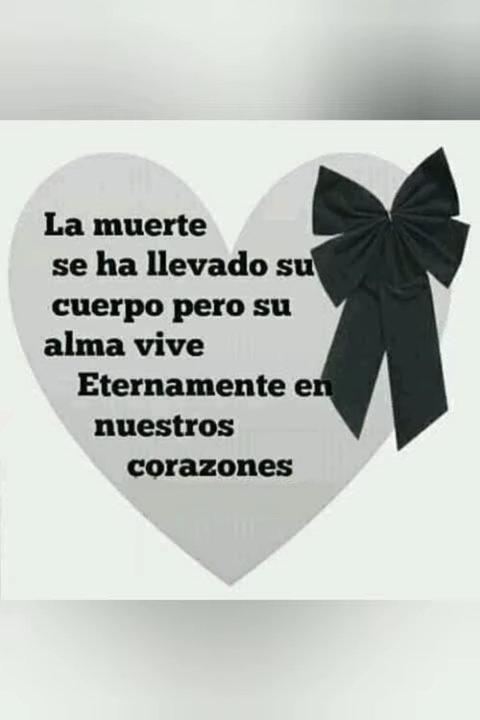 La muerte
se ha llevado su
cuerpo pero su
alma vive
Eternamente en
nuestros
corazones